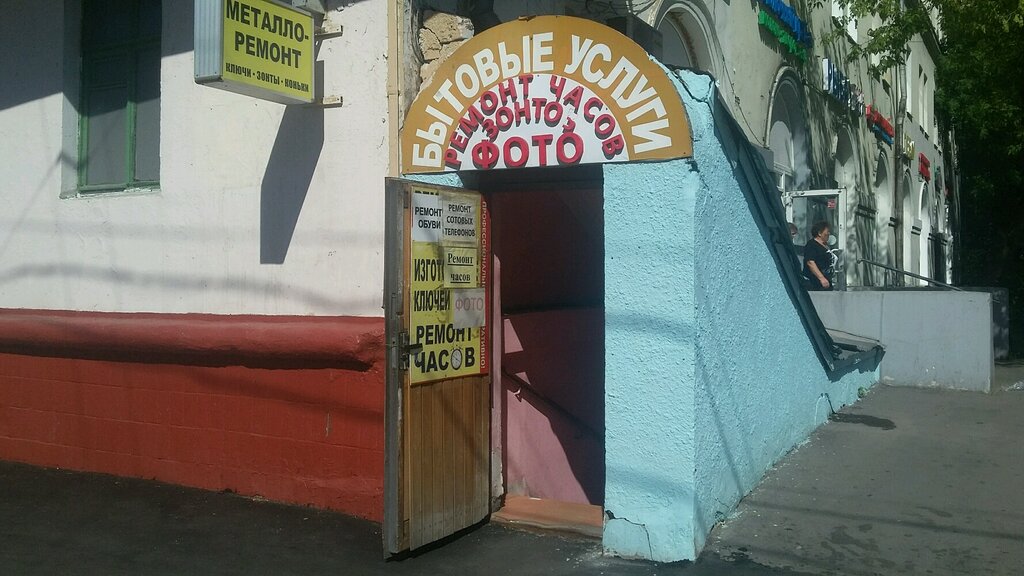 МЕТАЛЛО-
РЕМОНТ
КЛЮЧИ • ЗОНТЫ • КОНЬКИ
БЫТОВЫЕ УСЛУГИ
РЕМОНТ ЧАСОВ
ЗОНТОВ
ФОТО
РЕМОНТ
ОБУВИ
РЕМОНТ
СОТОВЫХ
ТЕЛЕФОНОВ
Ремонт
часов
ИЗГОТ
КЛЮЧЕЙ
ФОТО
РЕМОНТ
ЧАСОВ